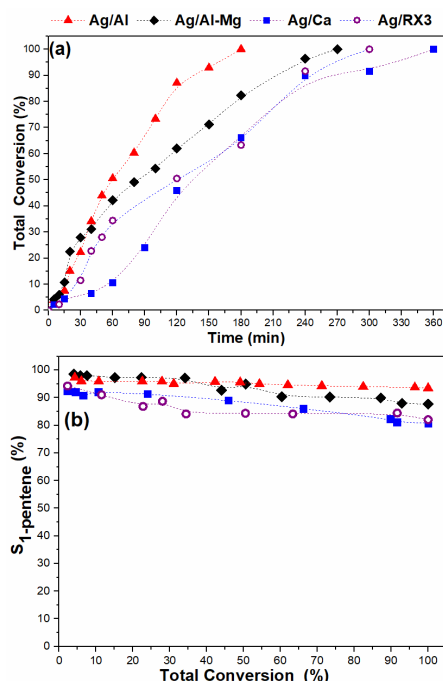 Ag/Al Ag/Al-Mg Ag/Ca Ag/RX3
(a)
Total Conversion (%)
100
90
80
70
60
50
40
30
20
10
0
0 30 60 90 120 150 180 210 240 270 300 330 360
Time (min)
(b)
S1-pentene (%)
100
90
80
70
60
50
40
30
20
10
0
0 10 20 30 40 50 60 70 80 90 100
Total Conversion (%)